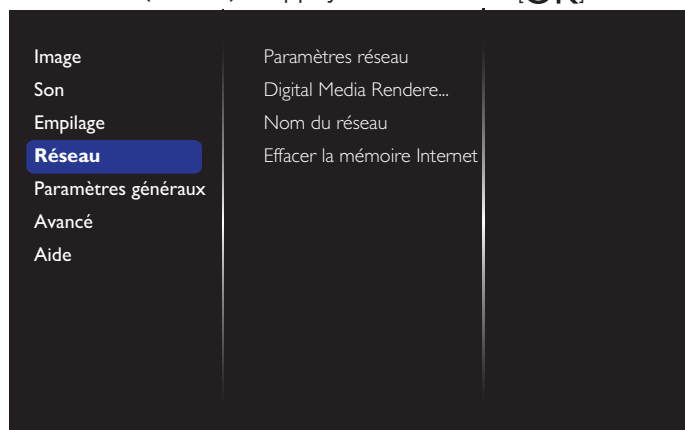 [OK]
Image
Son
Empilage
Réseau
Paramètres généraux
Avancé
Aide
Paramètres réseau
Digital Media Rendere...
Nom du réseau
Effacer la mémoire Internet